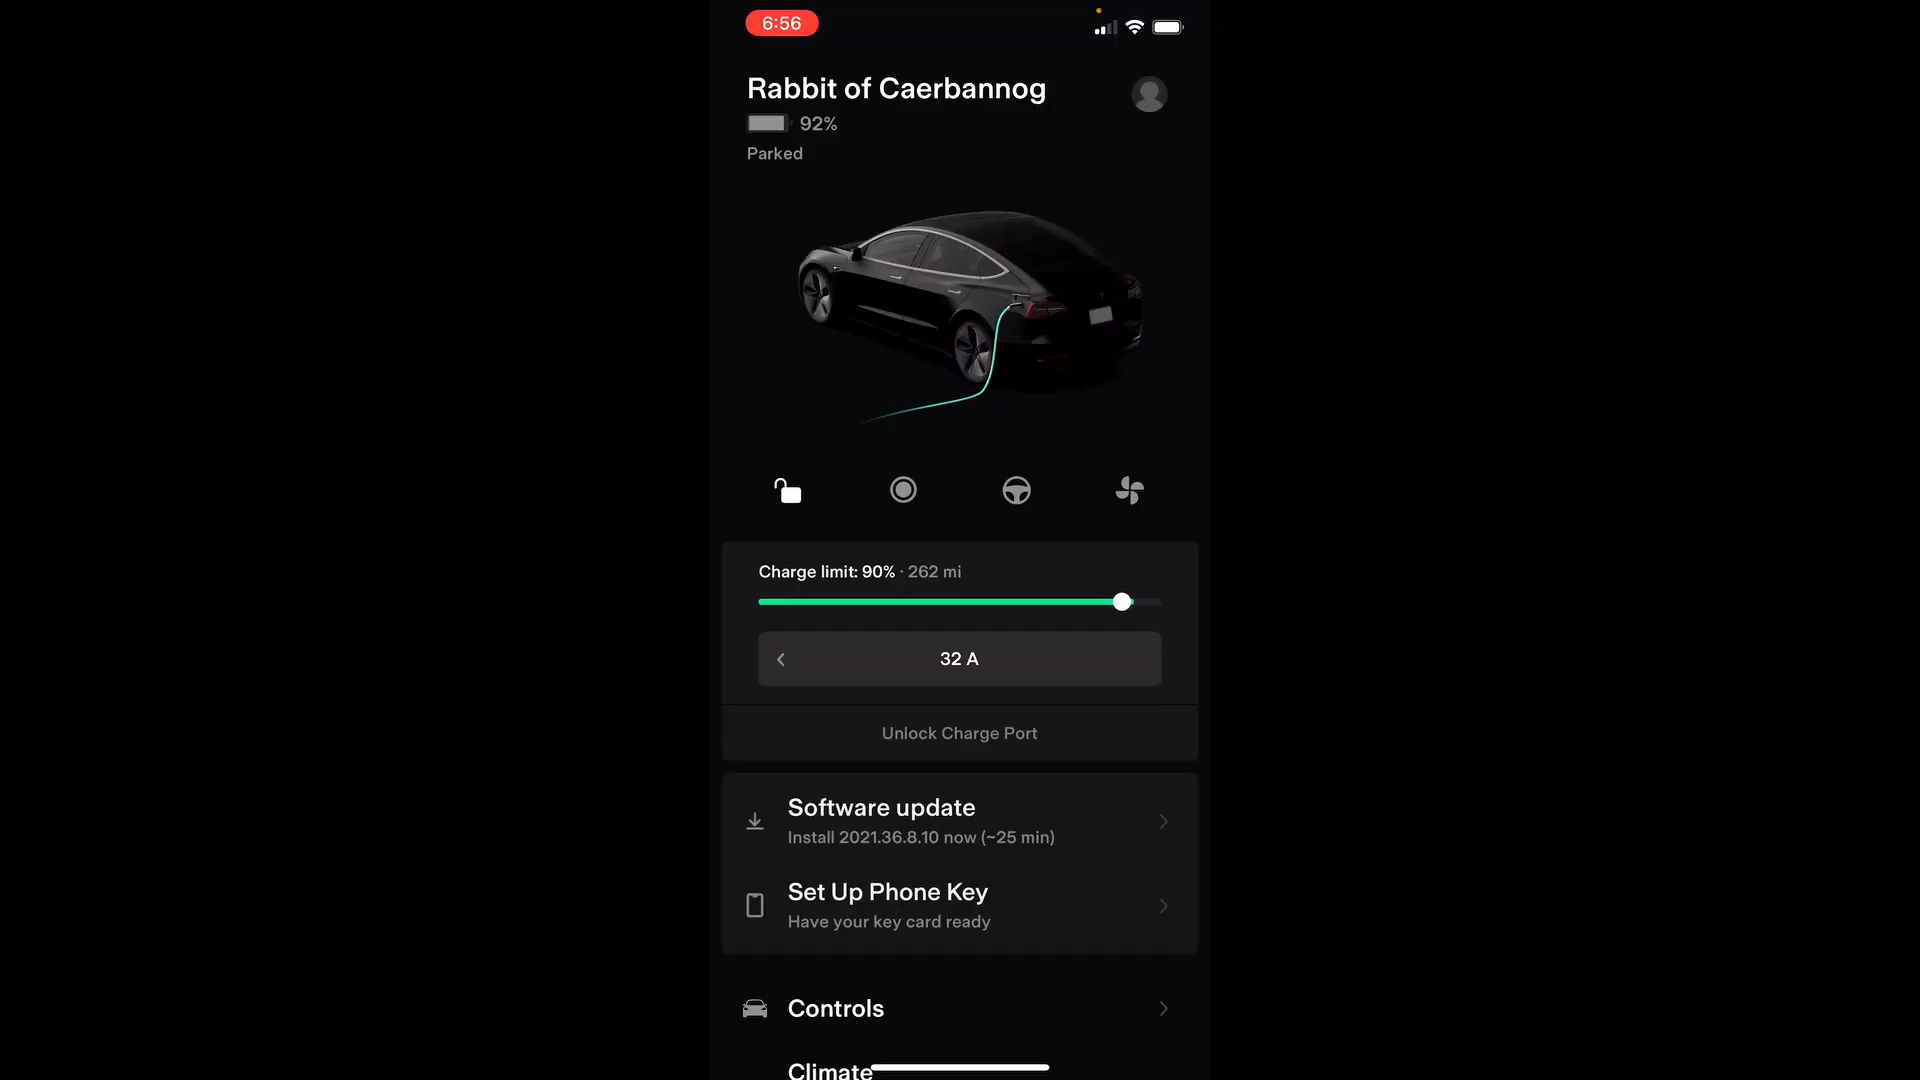 6:56
Rabbit of Caerbannog
92%
Parked
Charge limit: 90% · 262 mi
32 A
Unlock Charge Port
Software update
Install 2021.36.8.10 now (~25 min)
Set Up Phone Key
Have your key card ready
Controls
Climate